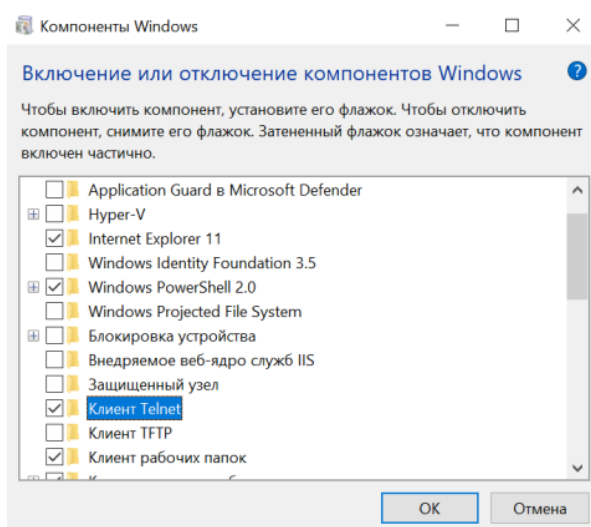 Компоненты Windows
Включение или отключение компонентов Windows
Чтобы включить компонент, установите его флажок. Чтобы отключить
компонент, снимите его флажок. Затененный флажок означает, что компонент
включен частично.
Application Guard в Microsoft Defender
Hyper-V
Internet Explorer 11
Windows Identity Foundation 3.5
Windows PowerShell 2.0
Windows Projected File System
Блокировка устройства
Внедряемое веб-ядро служб IIS
Защищенный узел
Клиент Telnet
Клиент TFTP
Клиент рабочих папок
OK
Отмена